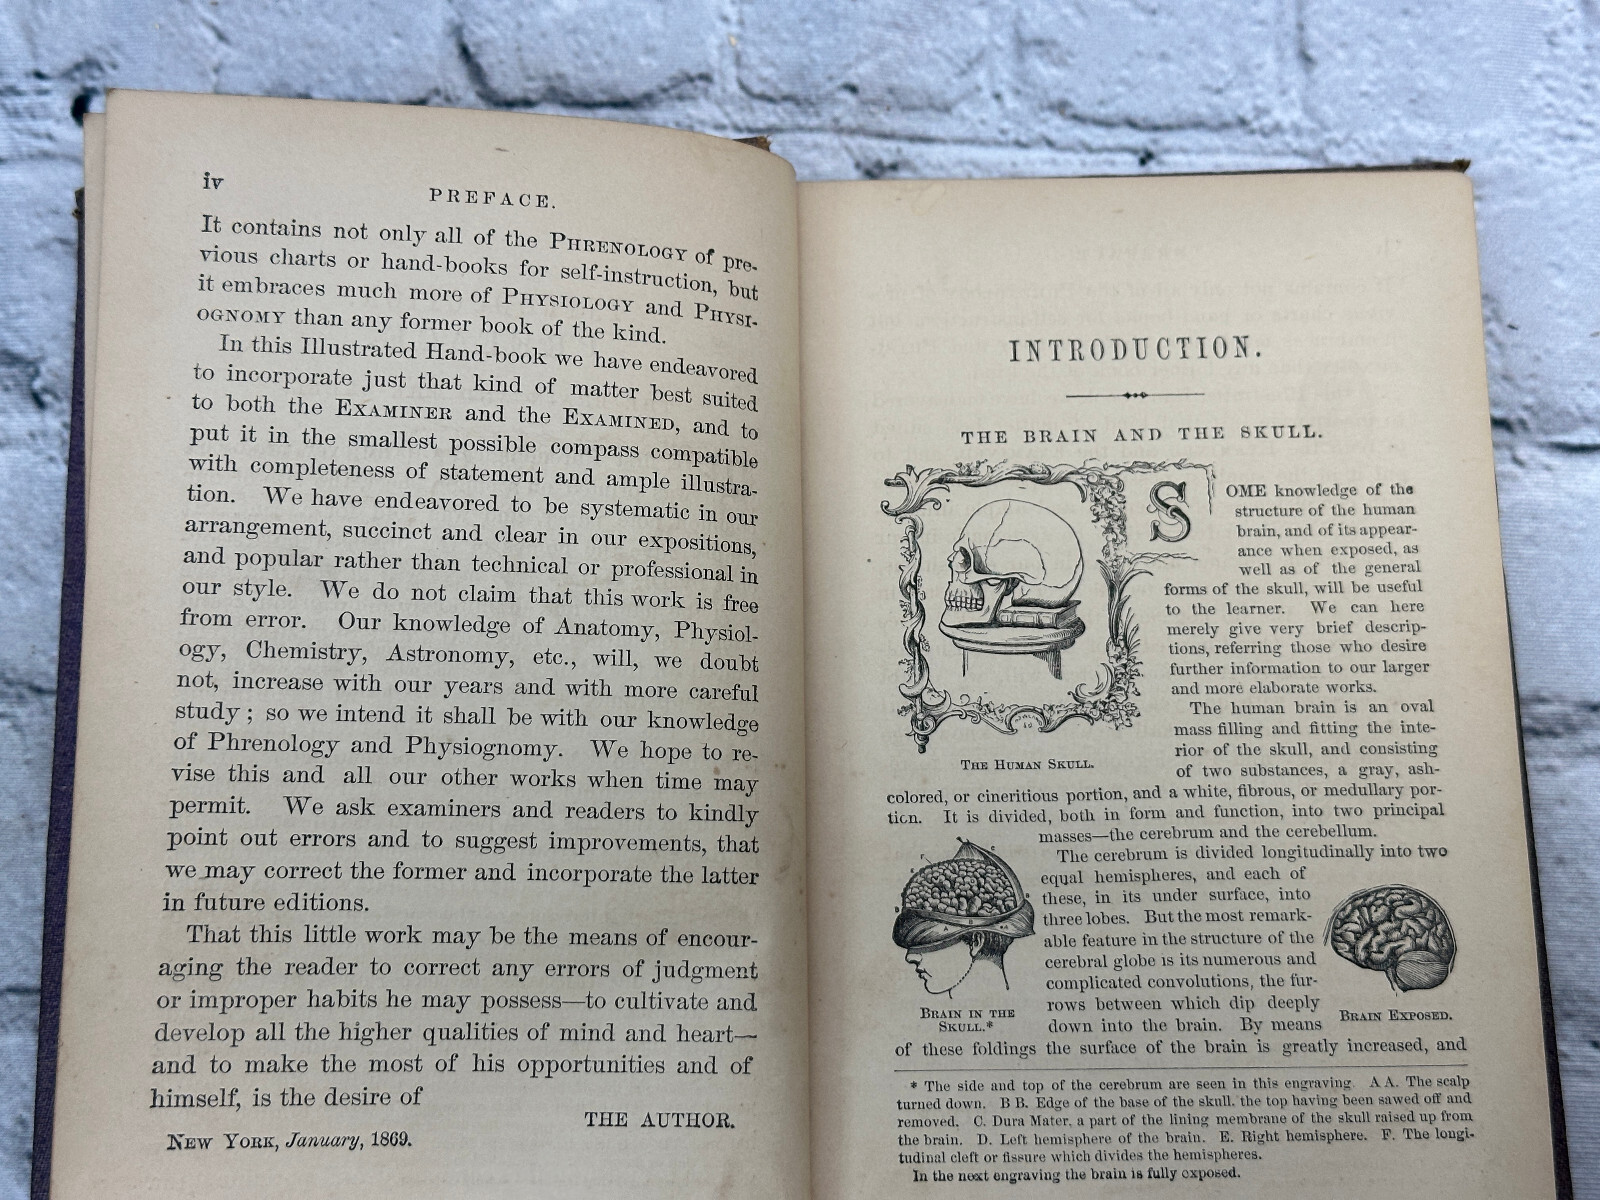 iv
PREFACE.
It contains not only all of the PHRENOLOGY of pre-
vious charts or hand-books for self-instruction, but
it embraces much more of PHYSIOLOGY and PHYSI-
OGNOMY than any former book of the kind.
In this Illustrated Hand-book we have endeavored
to incorporate just that kind of matter best suited
to both the EXAMINER and the EXAMINED, and to
put it in the smallest possible compass compatible
with completeness of statement and ample illustra-
tion. We have endeavored to be systematic in our
arrangement, succinct and clear in our expositions,
and popular rather than technical or professional in
our style. We do not claim that this work is free
from error. Our knowledge of Anatomy, Physiol-
ogy, Chemistry, Astronomy, etc., will, we doubt
not, increase with our years and with more careful
study; so we intend it shall be with our knowledge
of Phrenology and Physiognomy. We hope to re-
vise this and all our other works when time may
permit. We ask examiners and readers to kindly
point out errors and to suggest improvements, that
we may correct the former and incorporate the latter
in future editions.
That this little work may be the means of encour-
aging the reader to correct any errors of judgment
or improper habits he may possess—to cultivate and
develop all the higher qualities of mind and heart—
and to make the most of his opportunities and of
himself, is the desire of
THE AUTHOR.
NEW YORK, January, 1869.
INTRODUCTION.
THE BRAIN AND THE SKULL.
SOME knowledge of the
structure of the human
brain, and of its appear-
ance when exposed, as
well as of the general
forms of the skull, will be useful
to the learner. We can here
merely give very brief descrip-
tions, referring those who desire
further information to our larger
and more elaborate works.
The human brain is an oval
mass filling and fitting the inte-
rior of the skull, and consisting
of two substances, a gray, ash-
THE HUMAN SKULL.
colored, or cineritious portion, and a white, fibrous, or medullary por-
tion. It is divided, both in form and function, into two principal
masses—the cerebrum and the cerebellum.
The cerebrum is divided longitudinally into two
equal hemispheres, and each of
these, in its under surface, into
three lobes. But the most remark-
able feature in the structure of the
cerebral globe is its numerous and
complicated convolutions, the fur-
rows between which dip deeply
down into the brain. By means
BRAIN IN THE
SKULL.*
BRAIN EXPOSED.
of these foldings the surface of the brain is greatly increased, and
* The side and top of the cerebrum are seen in this engraving. A A. The scalp
turned down. B B. Edge of the base of the skull, the top having been sawed off and
removed. C. Dura Mater, a part of the lining membrane of the skull raised up from
the brain. D. Left hemisphere of the brain. E. Right hemisphere. F. The longi-
tudinal cleft or fissure which divides the hemispheres.
In the next engraving the brain is fully exposed.